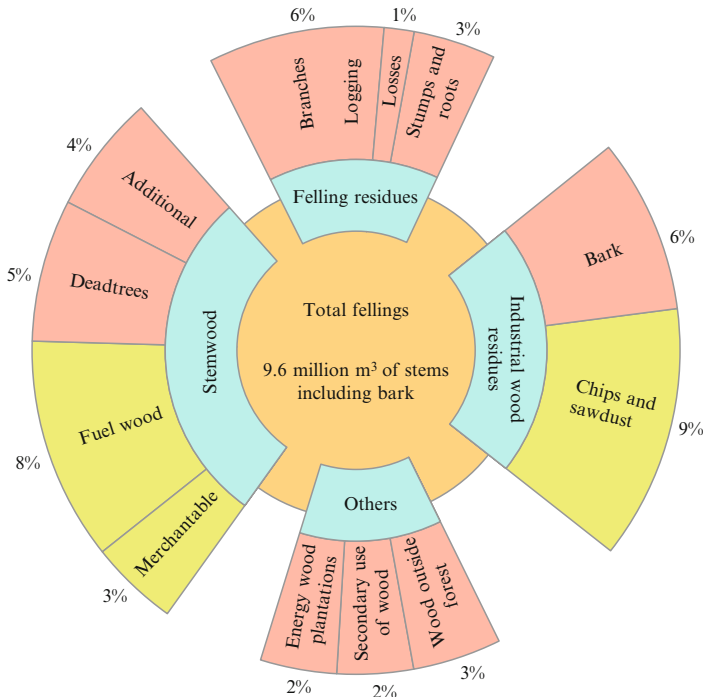 6%
1%
3%
Branches
Logging
Losses
Stumps and
roots
Felling residues
4%
Additional
5%
Deadtrees
Stemwood
Fuel wood
8%
Merchantable
3%
Total fellings
9.6 million m³ of stems
including bark
Industrial wood
residues
Bark
6%
Chips and
sawdust
9%
Others
Energy wood
plantations
Secondary use
of wood
Wood outside
forest
2%
2%
3%